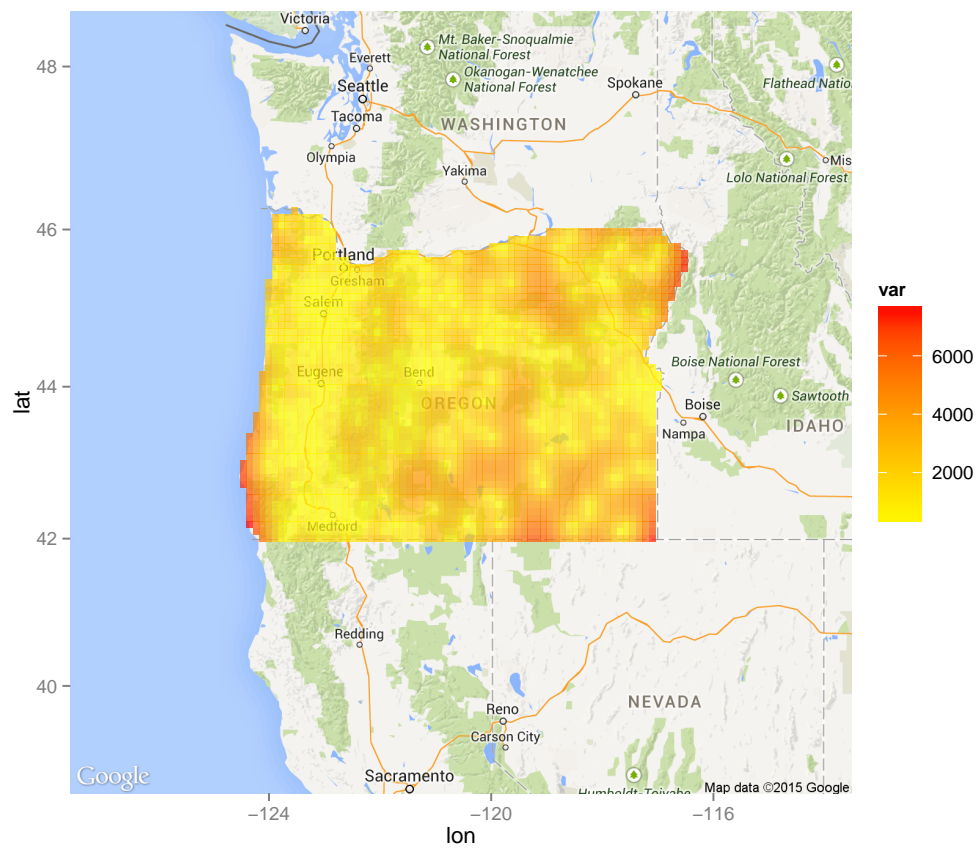 Victoria
Mt. Baker-Snoqualmie
National Forest
Everett
48
Okanogan-Wenatchee
National Forest
Seattle
Spokane
Flathead Natio
Tacoma
WASHINGTON
Olympia
Mis
Yakima
Lolo National Forest
46
Portland
Gresham
var
Salem
6000
Boise National Forest
Eugene
Bend
44
Sawtooth
4000
OREGON
Boise
lat
IDAHO
Nampa
2000
Medford
42
Redding
40
NEVADA
Reno
Carson City
Google
Sacramento
Map data ©2015 Google
Humboldt-Toiyabe
−124
−120
−116
lon